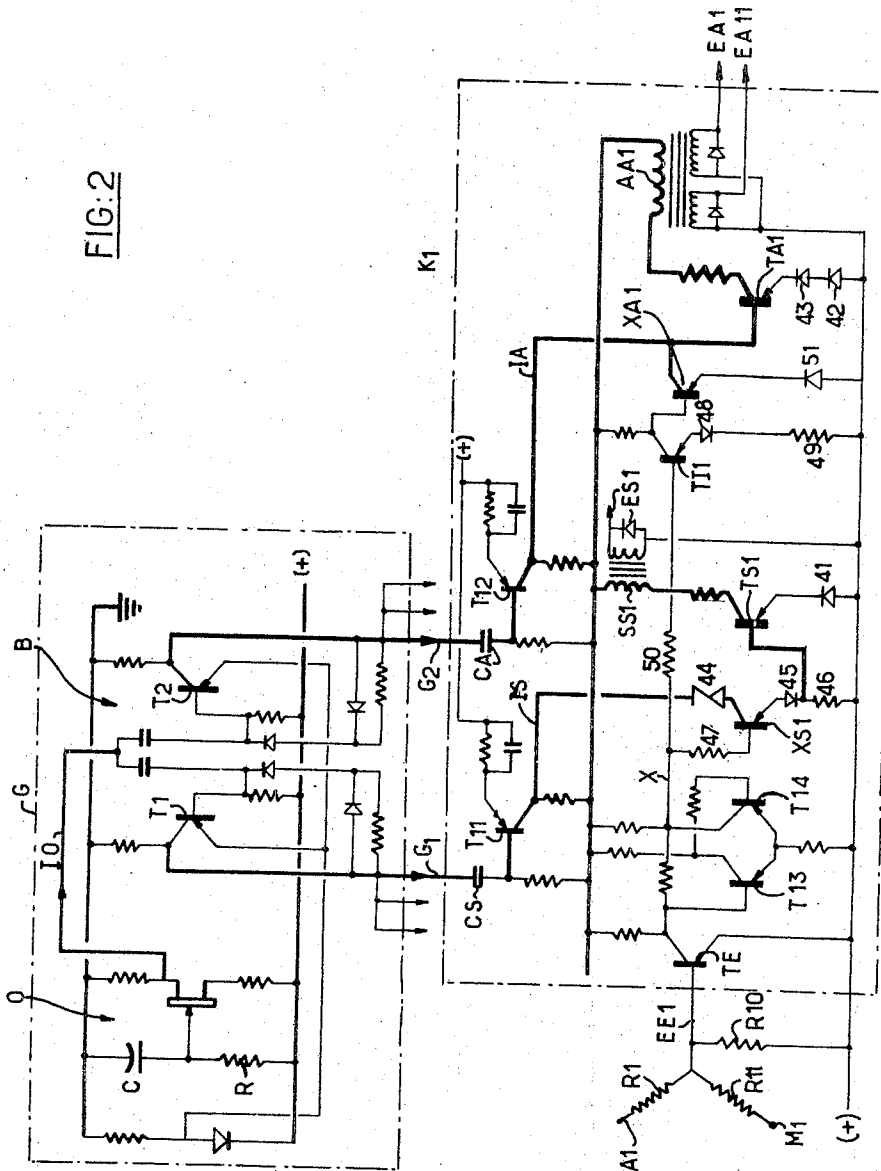 FIG:2
G
B
IO
O
C
R
T1
T2
(+)
G1
G2
K1
(+)
CS
T11
CA
T12
IS
IA
X
50
SS1
ES1
XA1
AA1
EA1
EA11
TE
T13
T14
47
44
45
46
XS1
TS1
41
TI1
48
49
51
TA1
43
42
EE1
A1
R1
R10
R11
M1
(+)